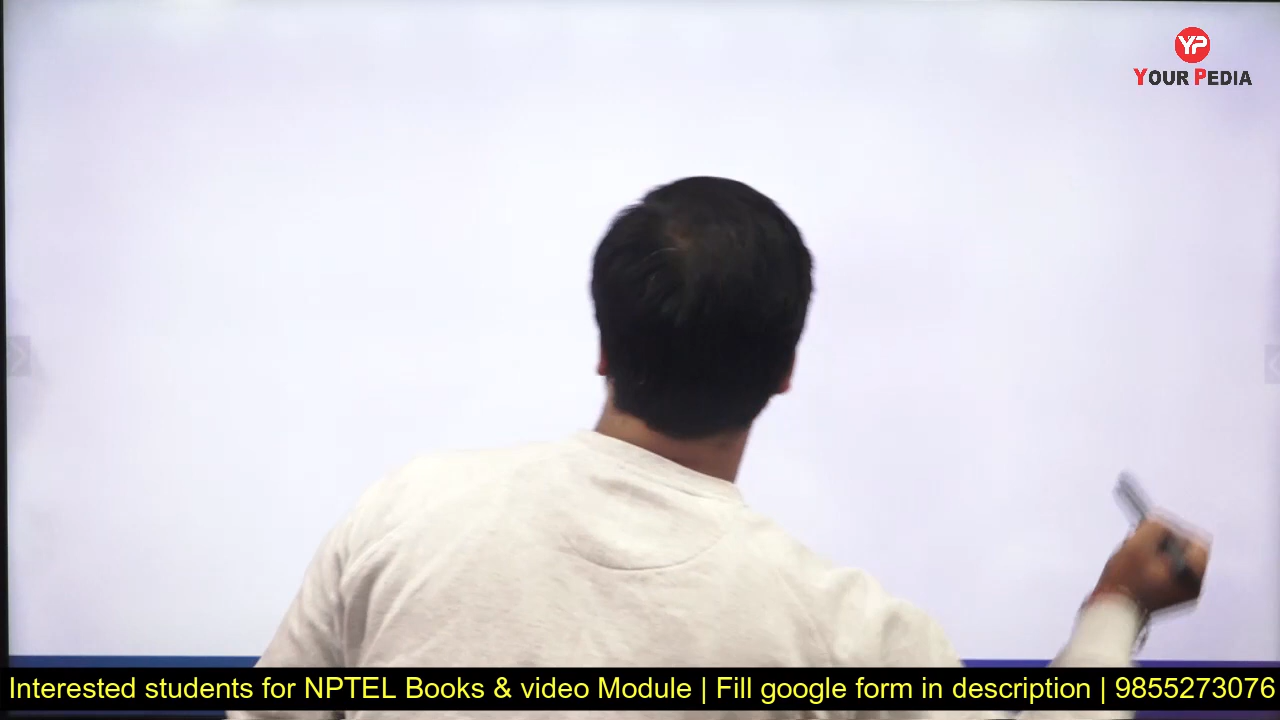 YP
YOUR PEDIA
Interested students for NPTEL Books & video Module | Fill google form in description | 9855273076